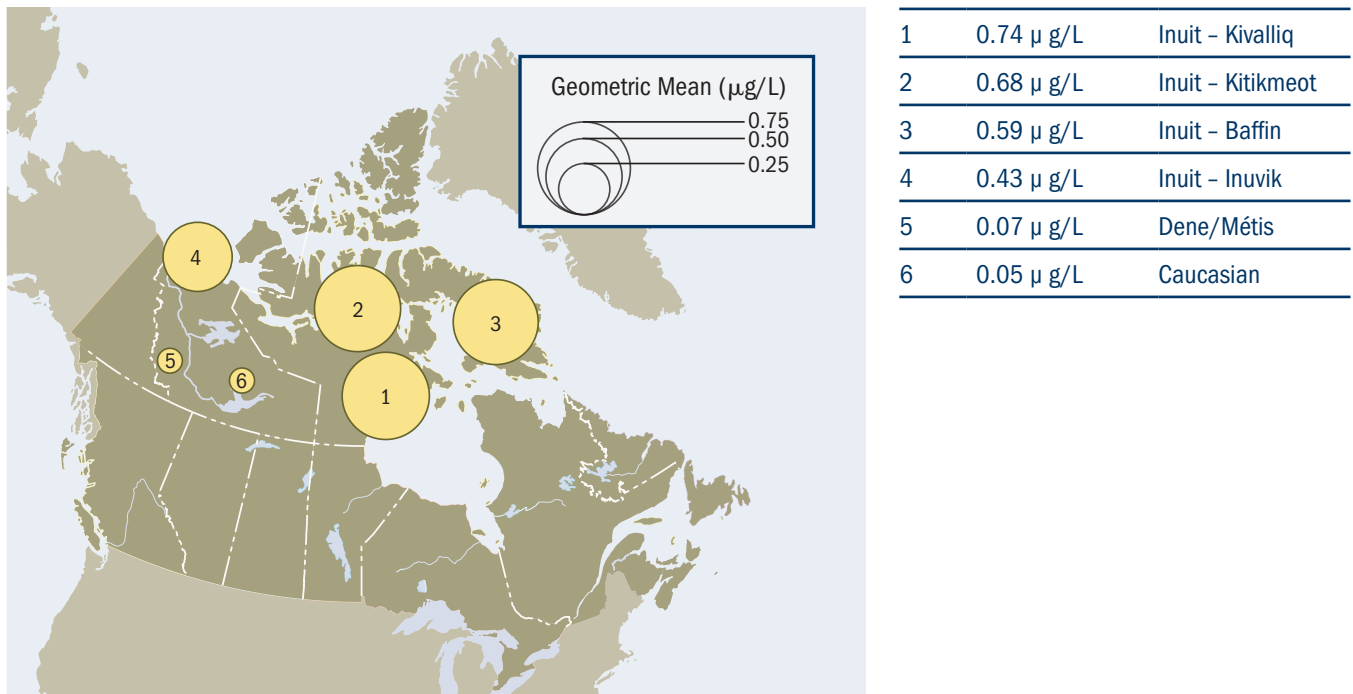 Geometric Mean (μg/L)
0.75
0.50
0.25
4
2
3
5
6
1
1 0.74 µ g/L Inuit – Kivalliq
2 0.68 µ g/L Inuit – Kitikmeot
3 0.59 µ g/L Inuit – Baffin
4 0.43 µ g/L Inuit – Inuvik
5 0.07 µ g/L Dene/Métis
6 0.05 µ g/L Caucasian